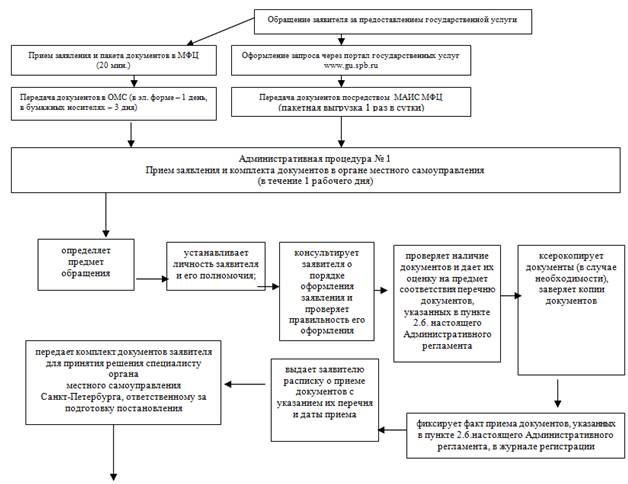 Обращение заявителя за предоставлением государственной услуги
Прием заявления и пакета документов в МФЦ
(20 мин.)
Оформление запроса через портал государственных услуг
www.gu.spb.ru
Передача документов в ОМС (в эл. форме – 1 день,
в бумажных носителях – 3 дня)
Передача документов посредством МАИС МФЦ
(пакетная выгрузка 1 раз в сутки)
Административная процедура № 1
Прием заявления и комплекта документов в органе местного самоуправления
(в течение 1 рабочего дня)
определяет
предмет
обращения
устанавливает
личность заявителя
и его полномочия;
консультирует
заявителя о
порядке
оформления
заявления и
проверяет
правильность его
оформления
проверяет наличие
документов и дает их
оценку на предмет
соответствия перечню
документов,
указанных в пункте
2.6. настоящего
Административного
регламента
ксерокопирует
документы (в случае
необходимости),
заверяет копии
документов
передает комплект документов заявителя
для принятия решения специалисту
органа
местного самоуправления
Санкт-Петербурга, ответственному за
подготовку постановления
выдает заявителю
расписку о приеме
документов с
указанием их перечня
и даты приема
фиксирует факт приема документов, указанных
в пункте 2.6.настоящего Административного
регламента, в журнале регистрации